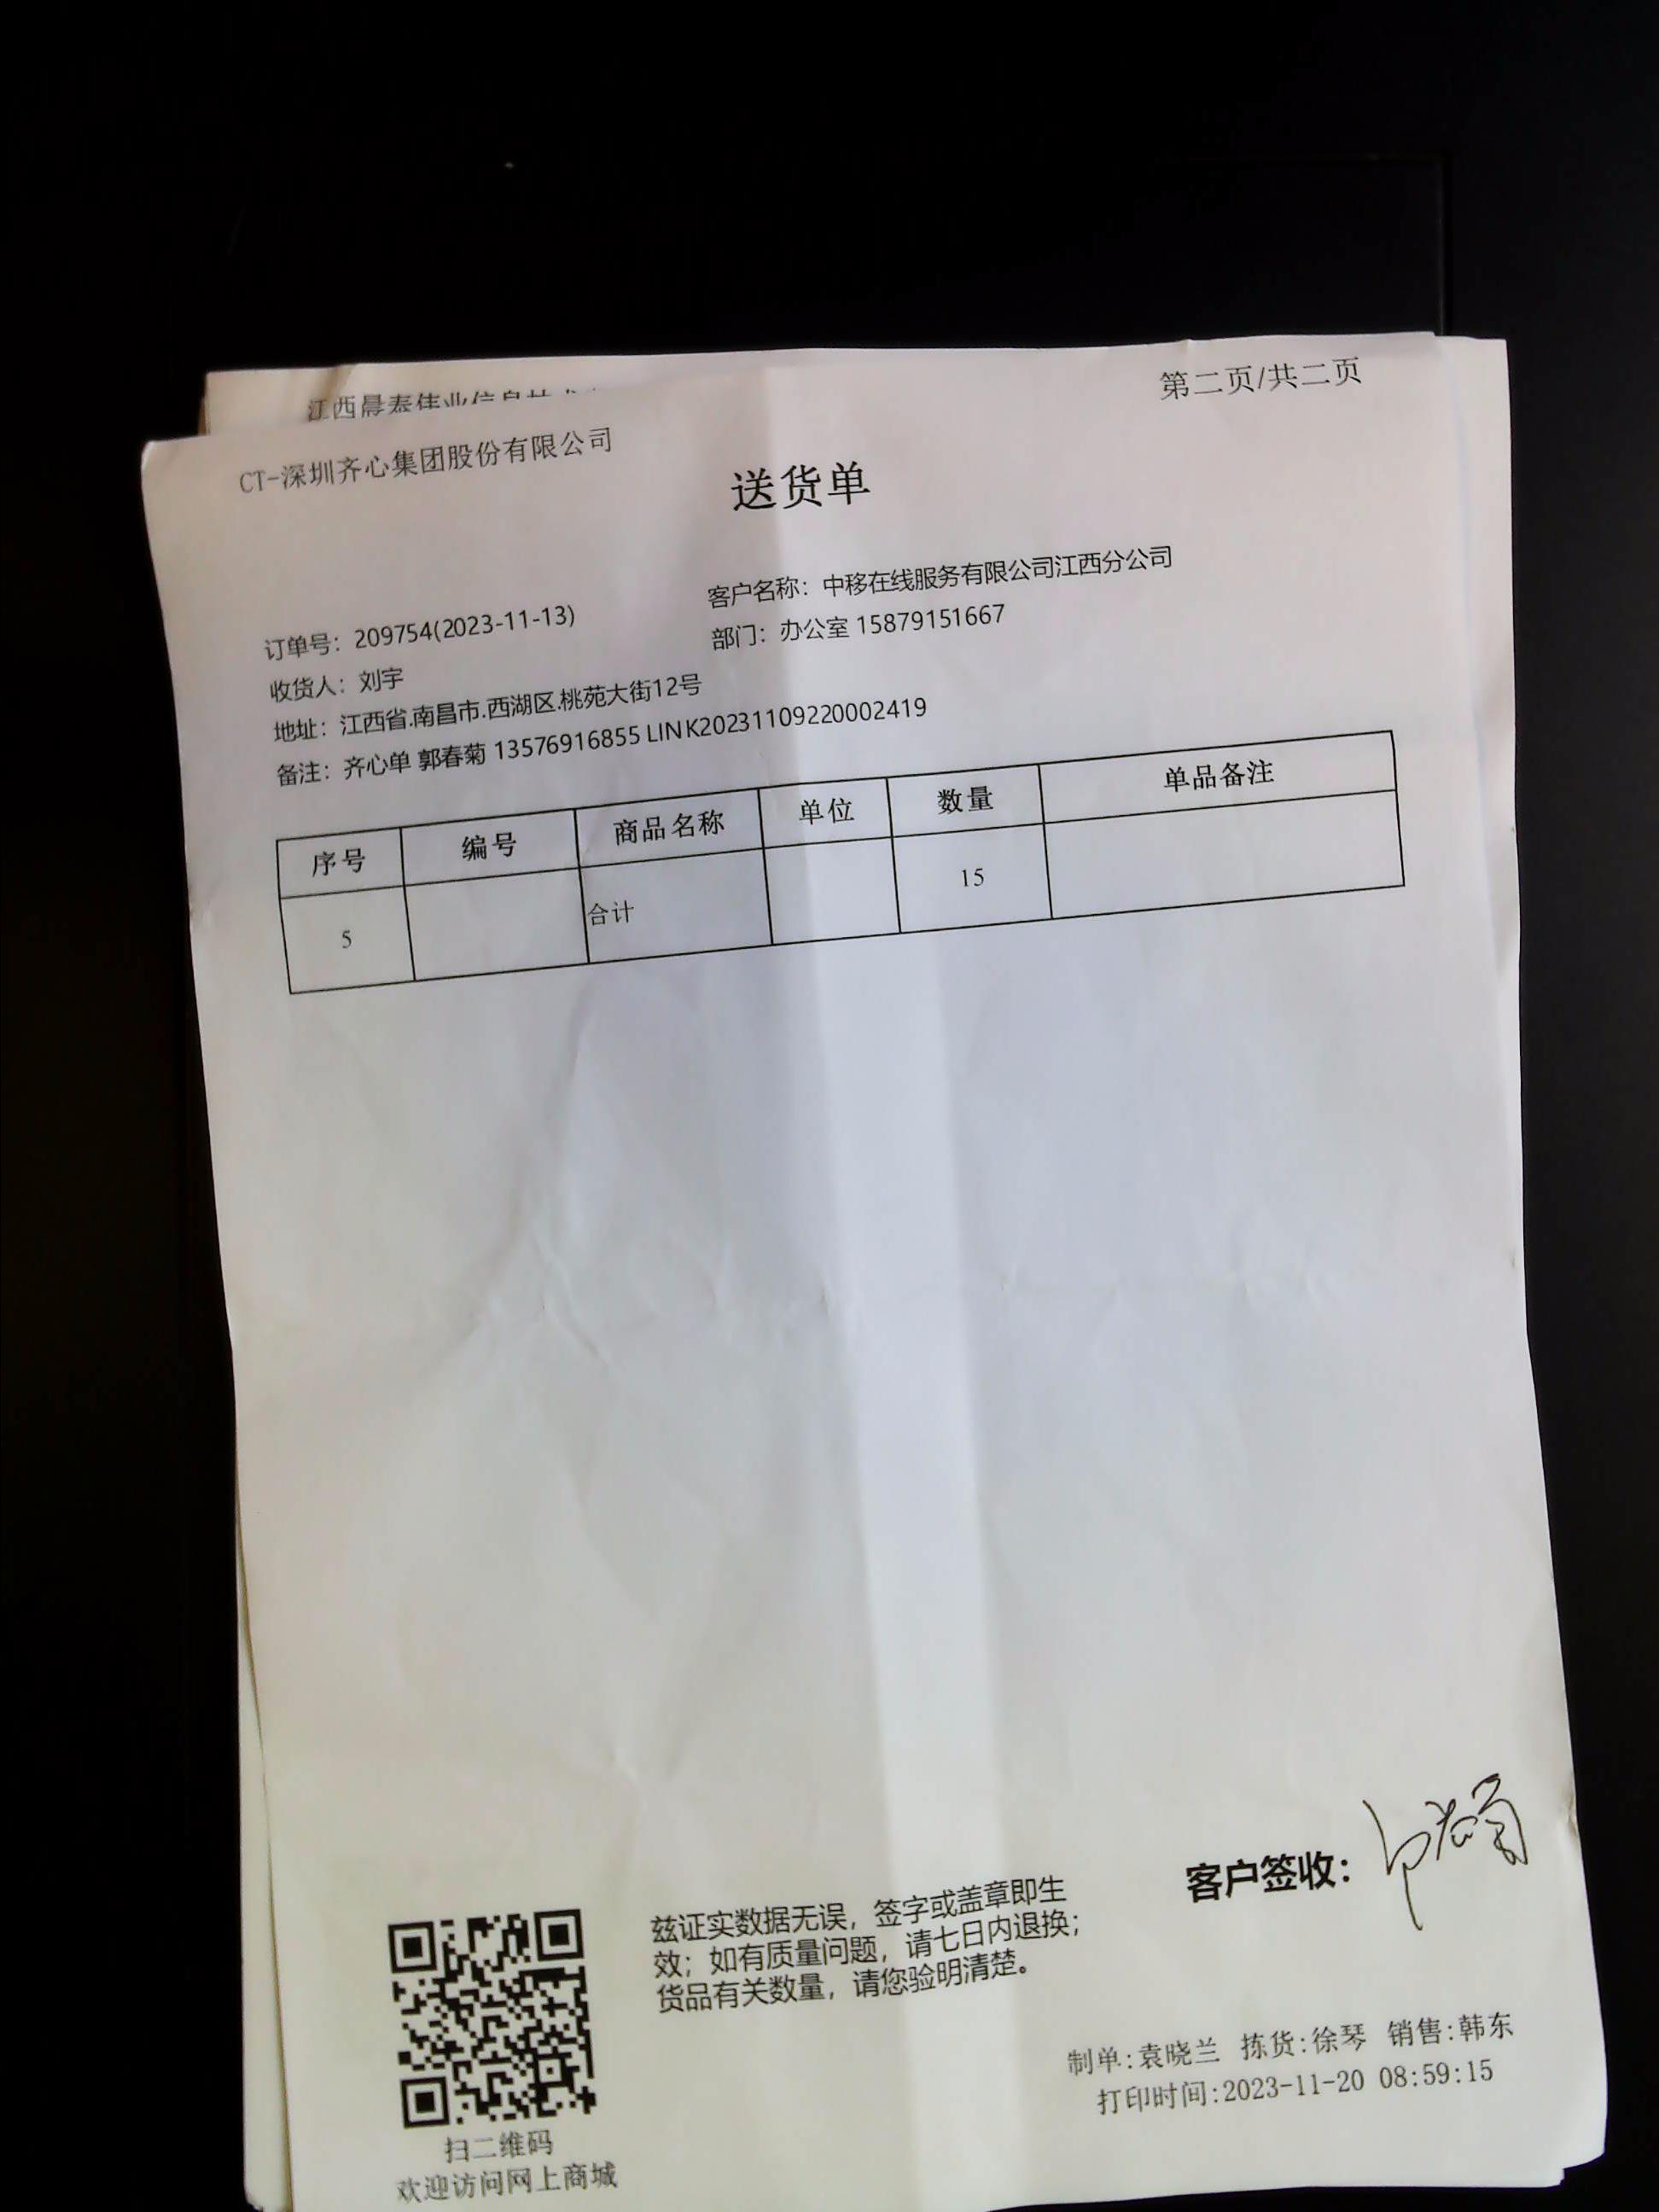 第二页/共二页
江西晨泰伟业信息技
CT-深圳齐心集团股份有限公司
送货单
订单号：209754(2023-11-13)
客户名称：中移在线服务有限公司江西分公司
收货人：刘宇
部门：办公室 15879151667
地址：江西省.南昌市.西湖区.桃苑大街12号
备注：齐心单 郭春菊 13576916855 LINK20231109220002419
序号 编号 商品名称 单位 数量 单品备注
5 合计 15
客户签收：
兹证实数据无误，签字或盖章即生
效；如有质量问题，请七日内退换；
货品有关数量，请您验明清楚。
制单:袁晓兰 拣货:徐琴 销售:韩东
打印时间:2023-11-20 08:59:15
扫二维码
欢迎访问网上商城